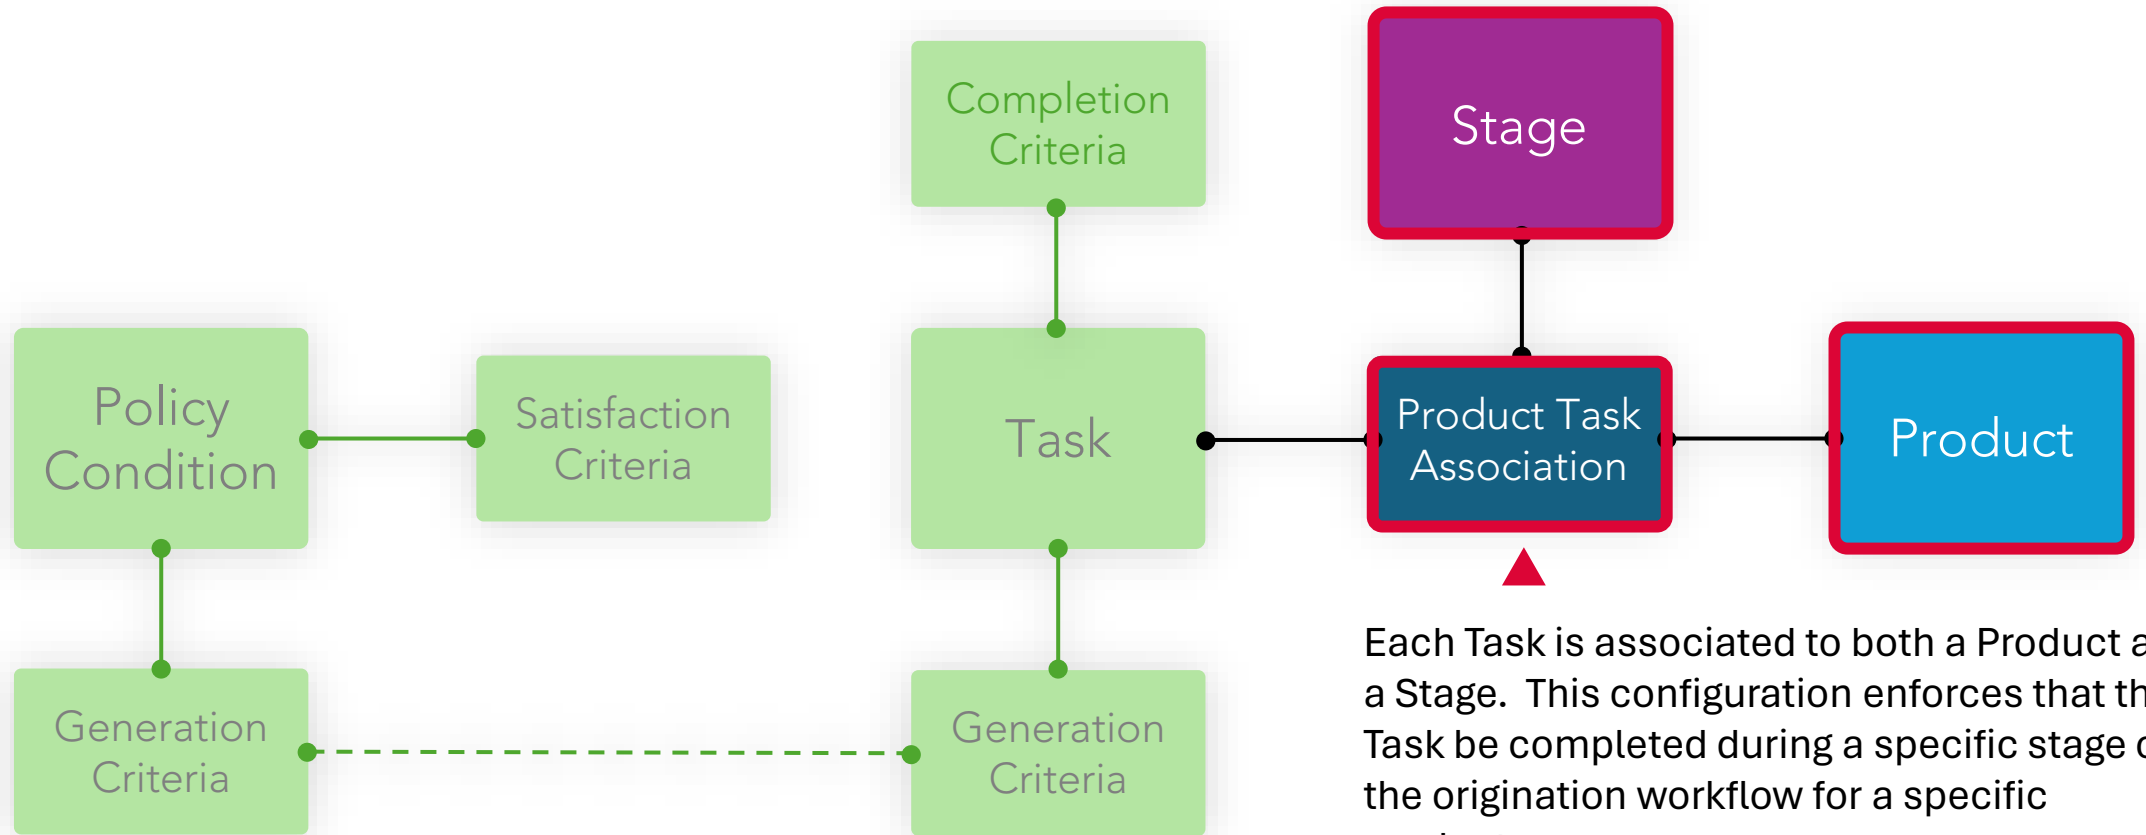 Completion
Criteria
Stage
Policy
Condition
Satisfaction
Criteria
Task
Product Task
Association
Product
Generation
Criteria
Generation
Criteria
Each Task is associated to both a Product a
a Stage.  This configuration enforces that th
Task be completed during a specific stage o
the origination workflow for a specific